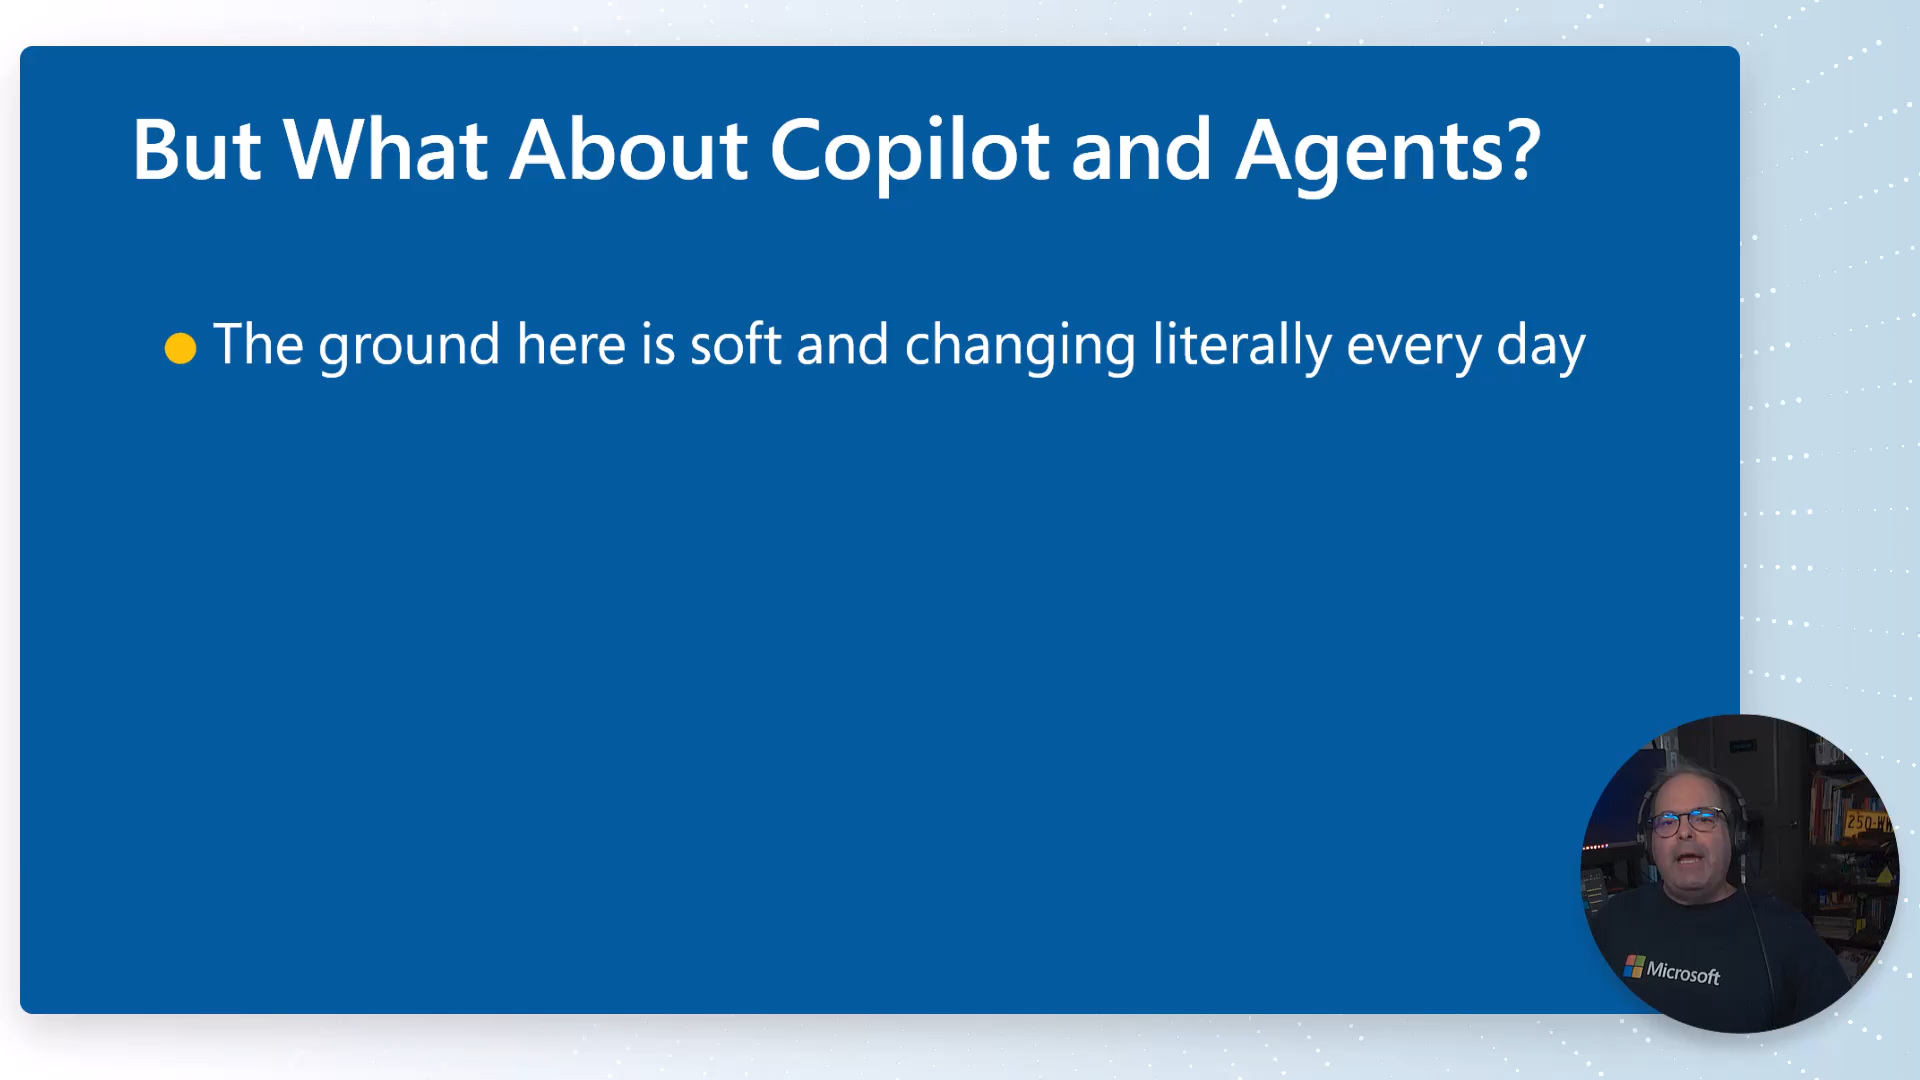 But What About Copilot and Agents?
The ground here is soft and changing literally every day
Microsoft